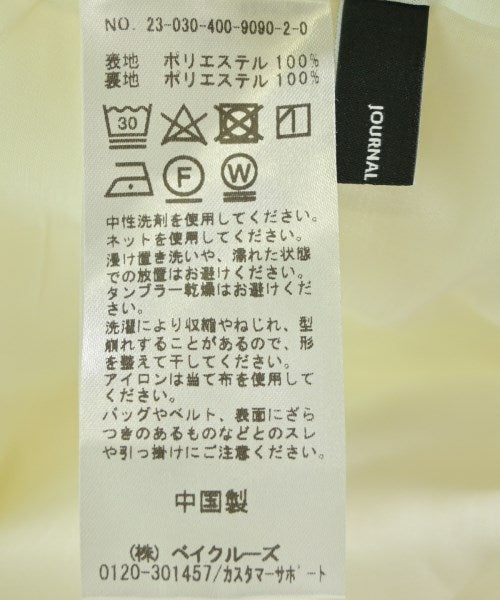 NO. 23-030-400-9090-2-0
表地 ポリエステル 100%
裏地 ポリエステル 100%
30
F
W
中性洗剤を使用してください。
ネットを使用してください。
浸け置き洗いや、濡れた状態
での放置はお避けください。
タンブラー乾燥はお避けくだ
さい。
洗濯により収縮やねじれ、型
崩れすることがあるので、形
を整えて干してください。
アイロンは当て布を使用して
ください。
バッグやベルト、表面にざら
つきのあるものなどとのスレ
や引っ掛けにご注意ください。
中国製
(株) ベイクルーズ
0120-301457/カスタマーサポート
JOURNAL